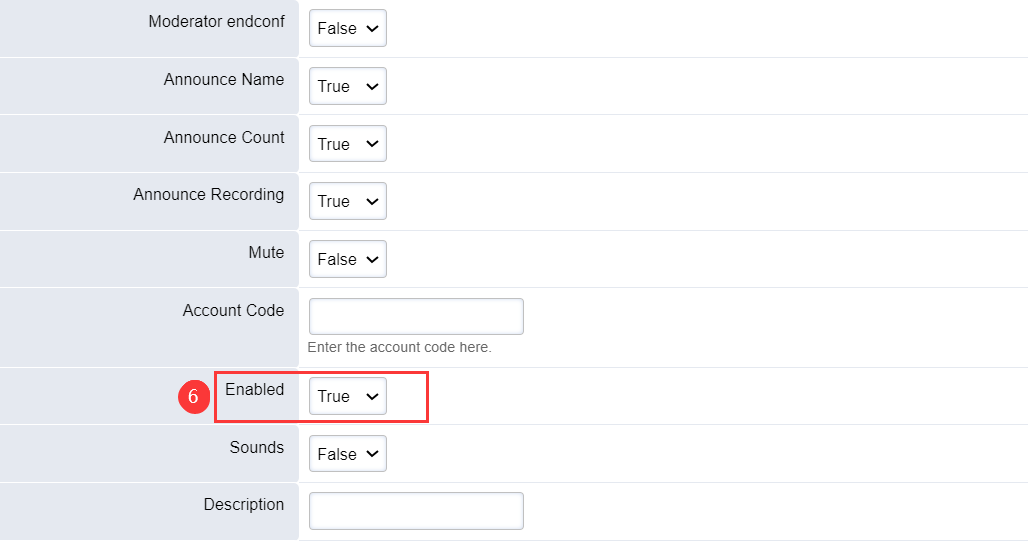 Moderator endconf False
Announce Name True
Announce Count True
Announce Recording True
Mute False
Account Code
Enter the account code here.
6 Enabled True
Sounds False
Description